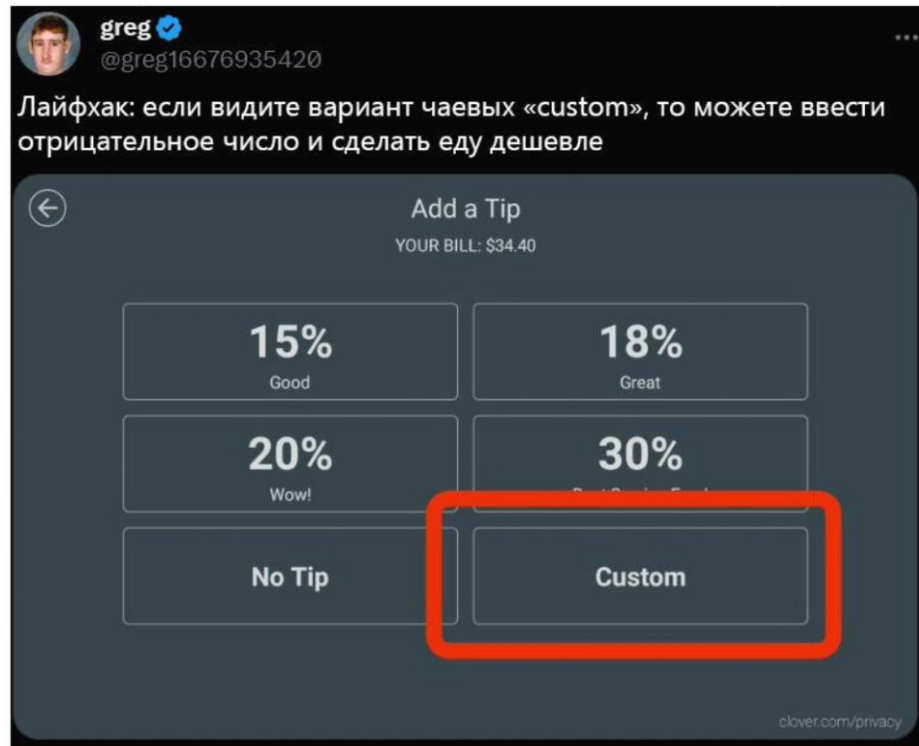 greg
@greg16676935420
Лайфхак: если видите вариант чаевых «custom», то можете ввести
отрицательное число и сделать еду дешевле
Add a Tip
YOUR BILL: $34.40
15%
Good
18%
Great
20%
Wow!
30%
No Tip
Custom
clover.com/privacy